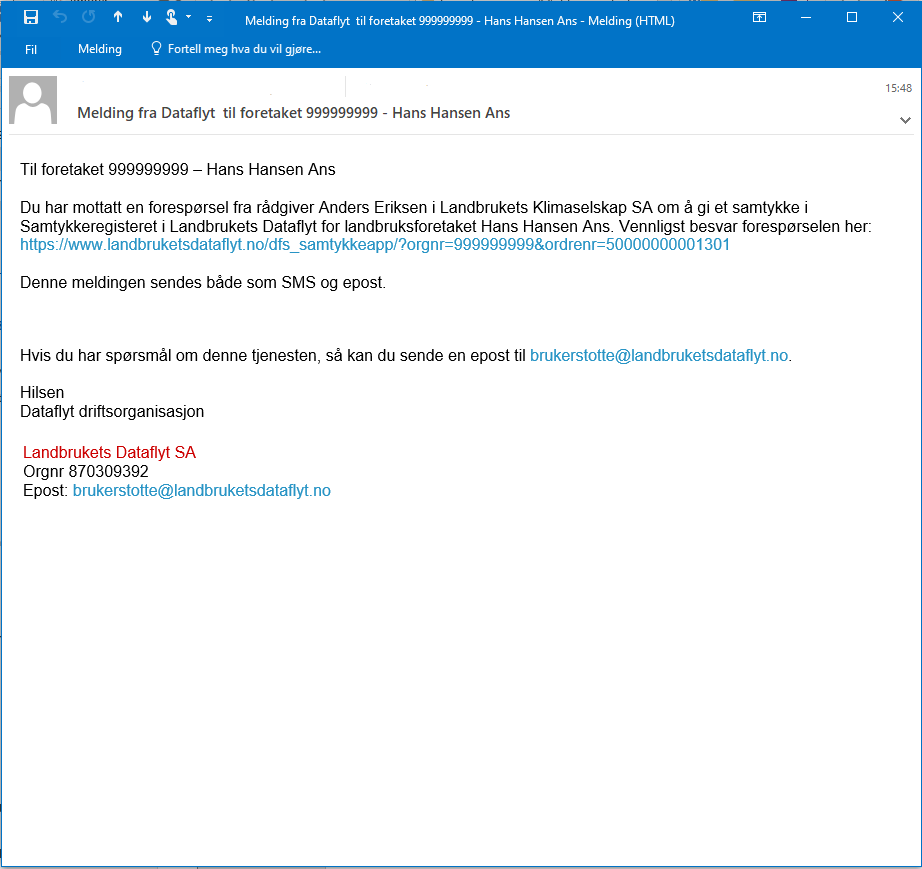 Melding fra Dataflyt  til foretaket 999999999 - Hans Hansen Ans - Melding (HTML)
Fil
Melding
Fortell meg hva du vil gjøre...
15:48
Melding fra Dataflyt  til foretaket 999999999 - Hans Hansen Ans
Til foretaket 999999999 – Hans Hansen Ans
Du har mottatt en forespørsel fra rådgiver Anders Eriksen i Landbrukets Klimaselskap SA om å gi et samtykke i
Samtykkeregisteret i Landbrukets Dataflyt for landbruksforetaket Hans Hansen Ans. Vennligst besvar forespørselen her:
https://www.landbruketsdataflyt.no/dfs_samtykkeapp/?orgnr=999999999&ordrenr=50000000001301
Denne meldingen sendes både som SMS og epost.
Hvis du har spørsmål om denne tjenesten, så kan du sende en epost til brukerstotte@landbruketsdataflyt.no.
Hilsen
Dataflyt driftsorganisasjon
Landbrukets Dataflyt SA
Orgnr 870309392
Epost: brukerstotte@landbruketsdataflyt.no